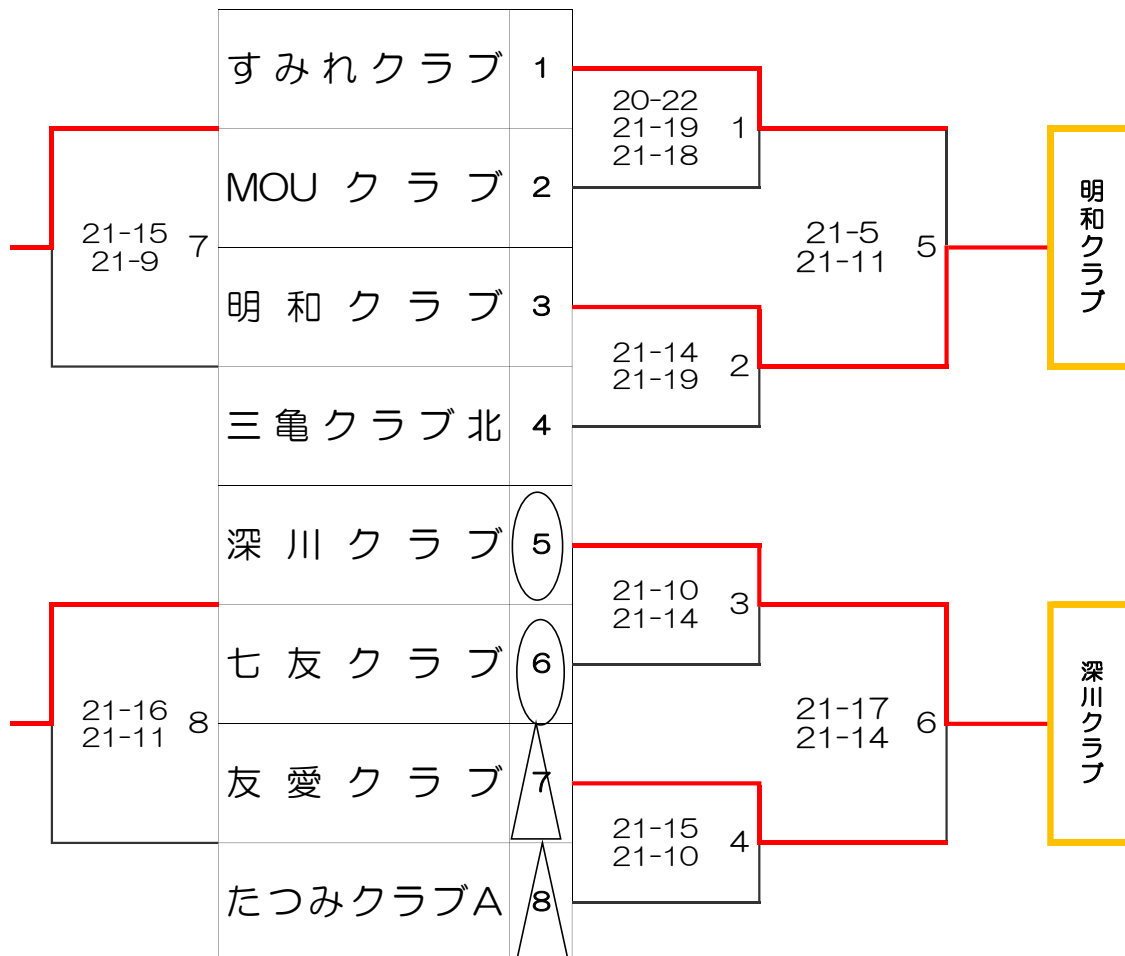 すみれクラブ 1
MOU クラブ 2
明和クラブ 3
三亀クラブ北 4
深川クラブ 5
七友クラブ 6
友愛クラブ 7
たつみクラブA 8
21-15
21-9
7
21-16
21-11
8
20-22
21-19
21-18
1
21-14
21-19
2
21-10
21-14
3
21-15
21-10
4
21-5
21-11
5
21-17
21-14
6
明和クラブ
深川クラブ